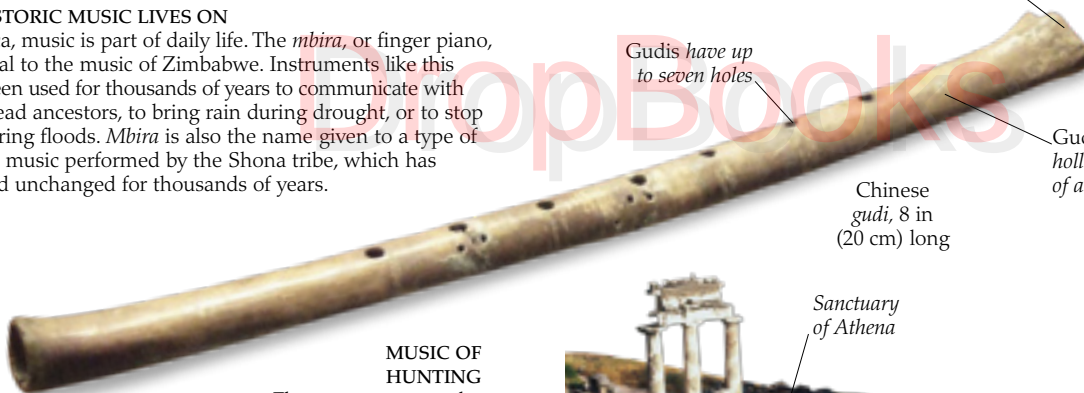 STORIC MUSIC LIVES ON
a, music is part of daily life. The mbira, or finger piano,
al to the music of Zimbabwe. Instruments like this
een used for thousands of years to communicate with
ead ancestors, to bring rain during drought, or to stop
ring floods. Mbira is also the name given to a type of
music performed by the Shona tribe, which has
d unchanged for thousands of years.
Gudis have up
to seven holes
DropBooks
Gud
holl
of a
Chinese
gudi, 8 in
(20 cm) long
Sanctuary
of Athena
MUSIC OF
HUNTING